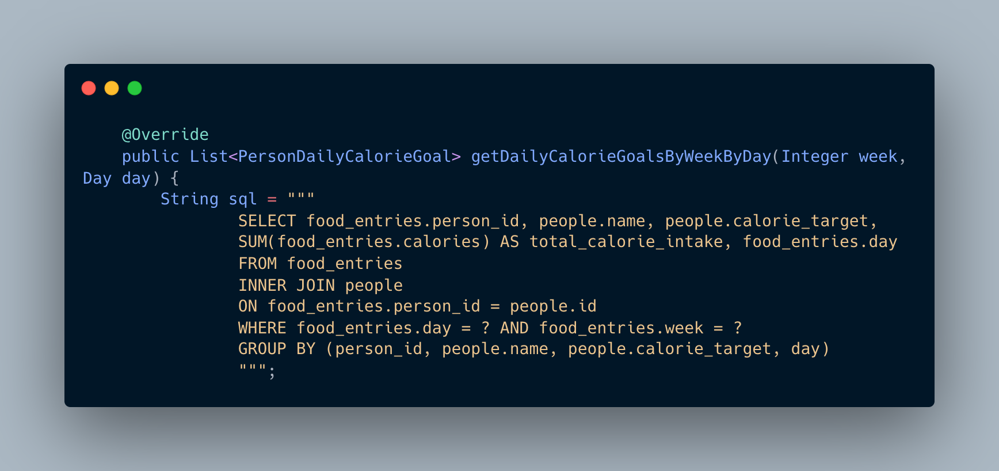 @Override
public List<PersonDailyCalorieGoal> getDailyCalorieGoalsByWeekByDay(Integer week,
Day day) {
String sql = """
SELECT food_entries.person_id, people.name, people.calorie_target,
SUM(food_entries.calories) AS total_calorie_intake, food_entries.day
FROM food_entries
INNER JOIN people
ON food_entries.person_id = people.id
WHERE food_entries.day = ? AND food_entries.week = ?
GROUP BY (person_id, people.name, people.calorie_target, day)
""";